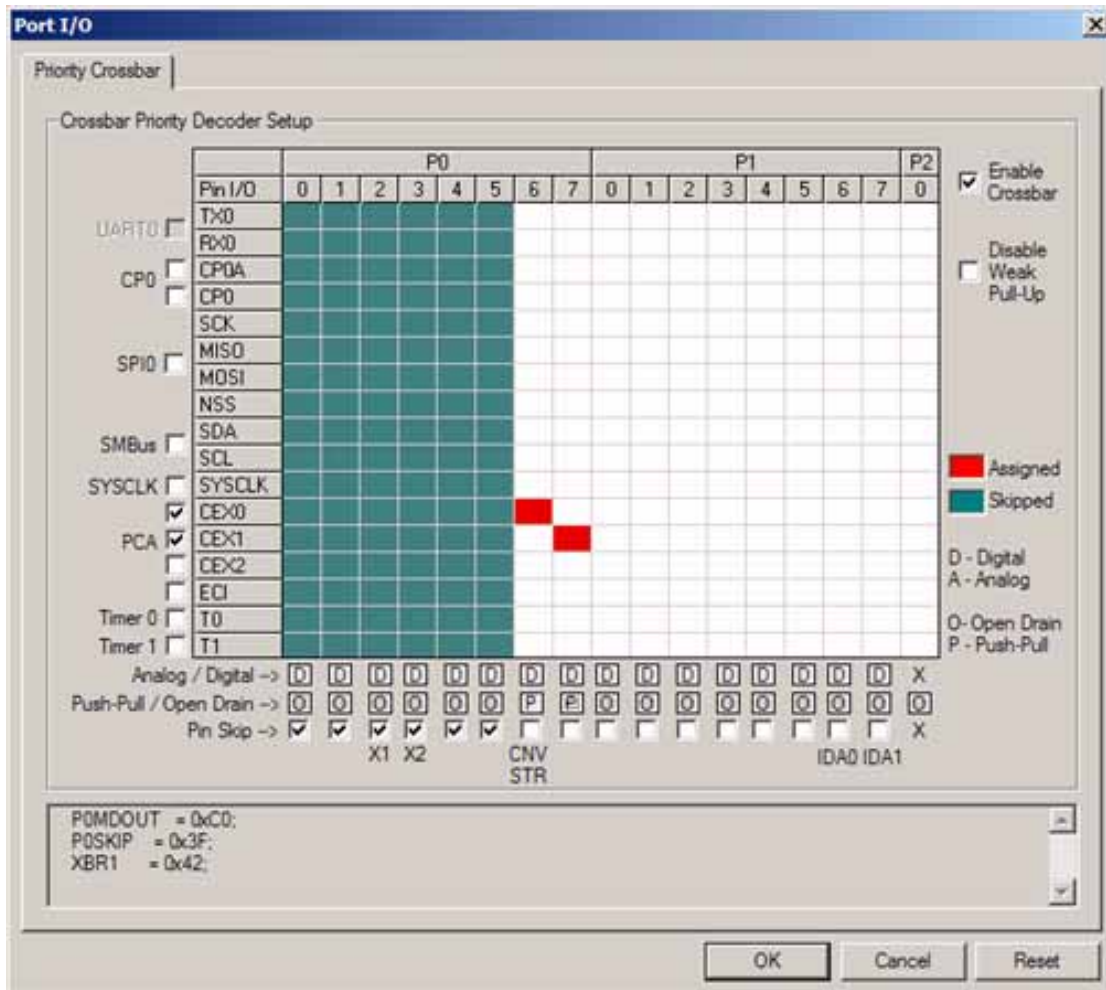 Port I/O
Priority Crossbar
Crossbar Priority Decoder Setup
P0 P1 P2
Pin I/O 0 1 2 3 4 5 6 7 0 1 2 3 4 5 6 7 0
Enable
Crossbar
UART0
TX0
RX0
Disable
Weak
Pull-Up
CP0
CP0A
CP0
SPI0
SCK
MISO
MOSI
NSS
SMBus
SDA
SCL
SYSCLK SYSCLK
PCA
CEX0
CEX1
CEX2
ECI
Timer 0 T0
Timer 1 T1
Assigned
Skipped
D - Digital
A - Analog
O- Open Drain
P - Push-Pull
Analog / Digital -> D D D D D D D D D D D D D D D D X
Push-Pull / Open Drain -> O O O O O O P P O O O O O O O O O
Pin Skip -> X
X1 X2 CNV STR IDA0 IDA1
P0MDOUT = 0xC0;
P0SKIP = 0x3F;
XBR1 = 0x42;
OK Cancel Reset